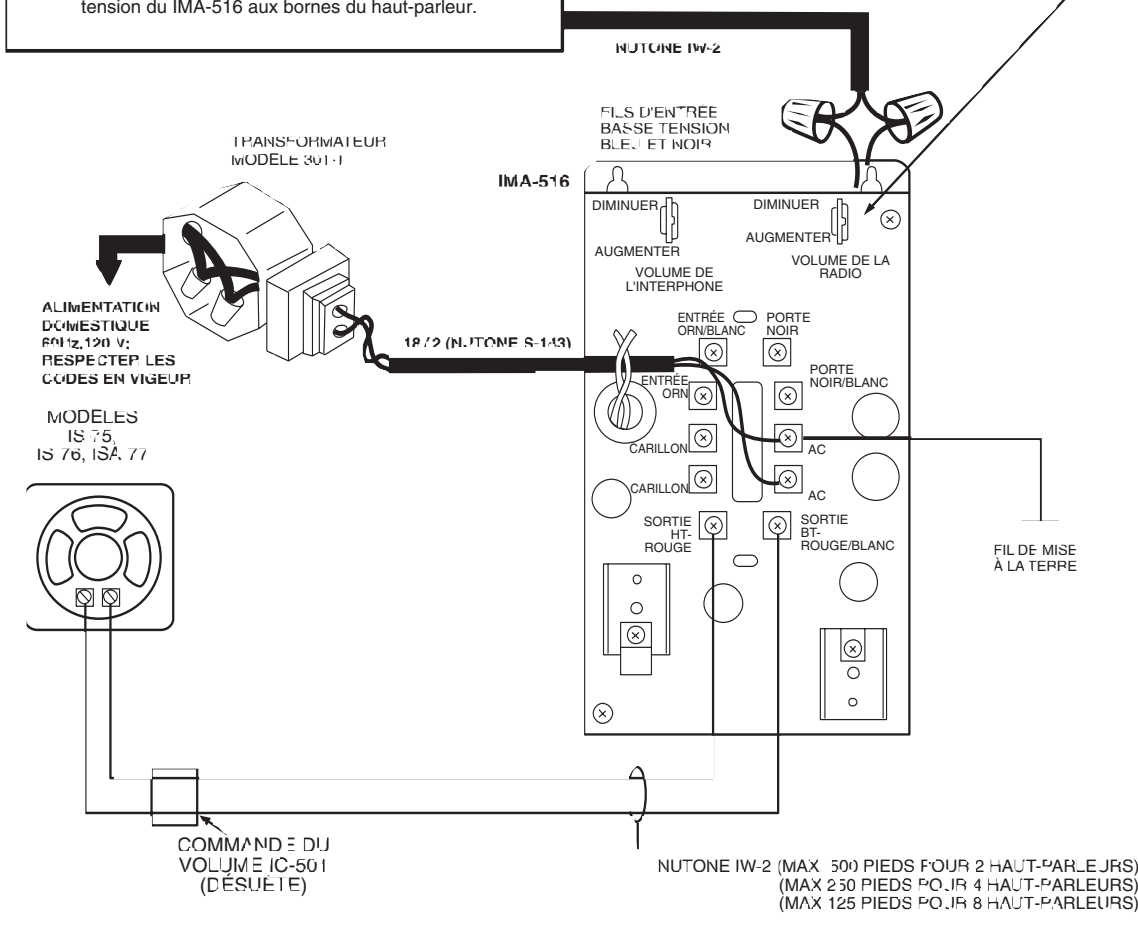 tension du IMA-516 aux bornes du haut-parleur.
NUTONE IW-2
FILS D'ENTRÉE
BASSE TENSION
BLEU ET NOIR
TRANSFORMATEUR
MODÈLE 301-T
IMA-516
DIMINUER
AUGMENTER
VOLUME DE
L'INTERPHONE
DIMINUER
AUGMENTER
VOLUME DE LA
RADIO
ALIMENTATION
DOMESTIQUE
60Hz,120 V;
RESPECTER LES
CODES EN VIGEUR
18/2 (NUTONE S-143)
ENTRÉE
ORN/BLANC
PORTE
NOIR
ENTRÉE
ORN
PORTE
NOIR/BLANC
CARILLON
AC
CARILLON
AC
SORTIE
HT-
ROUGE
SORTIE
BT-
ROUGE/BLANC
MODÈLES
IS 75,
IS 76, ISA 77
FIL DE MISE
À LA TERRE
COMMANDE DU
VOLUME IC-501
(DÉSUÈTE)
NUTONE IW-2 (MAX 500 PIEDS POUR 2 HAUT-PARLEURS)
(MAX 250 PIEDS POUR 4 HAUT-PARLEURS)
(MAX 125 PIEDS POUR 8 HAUT-PARLEURS)